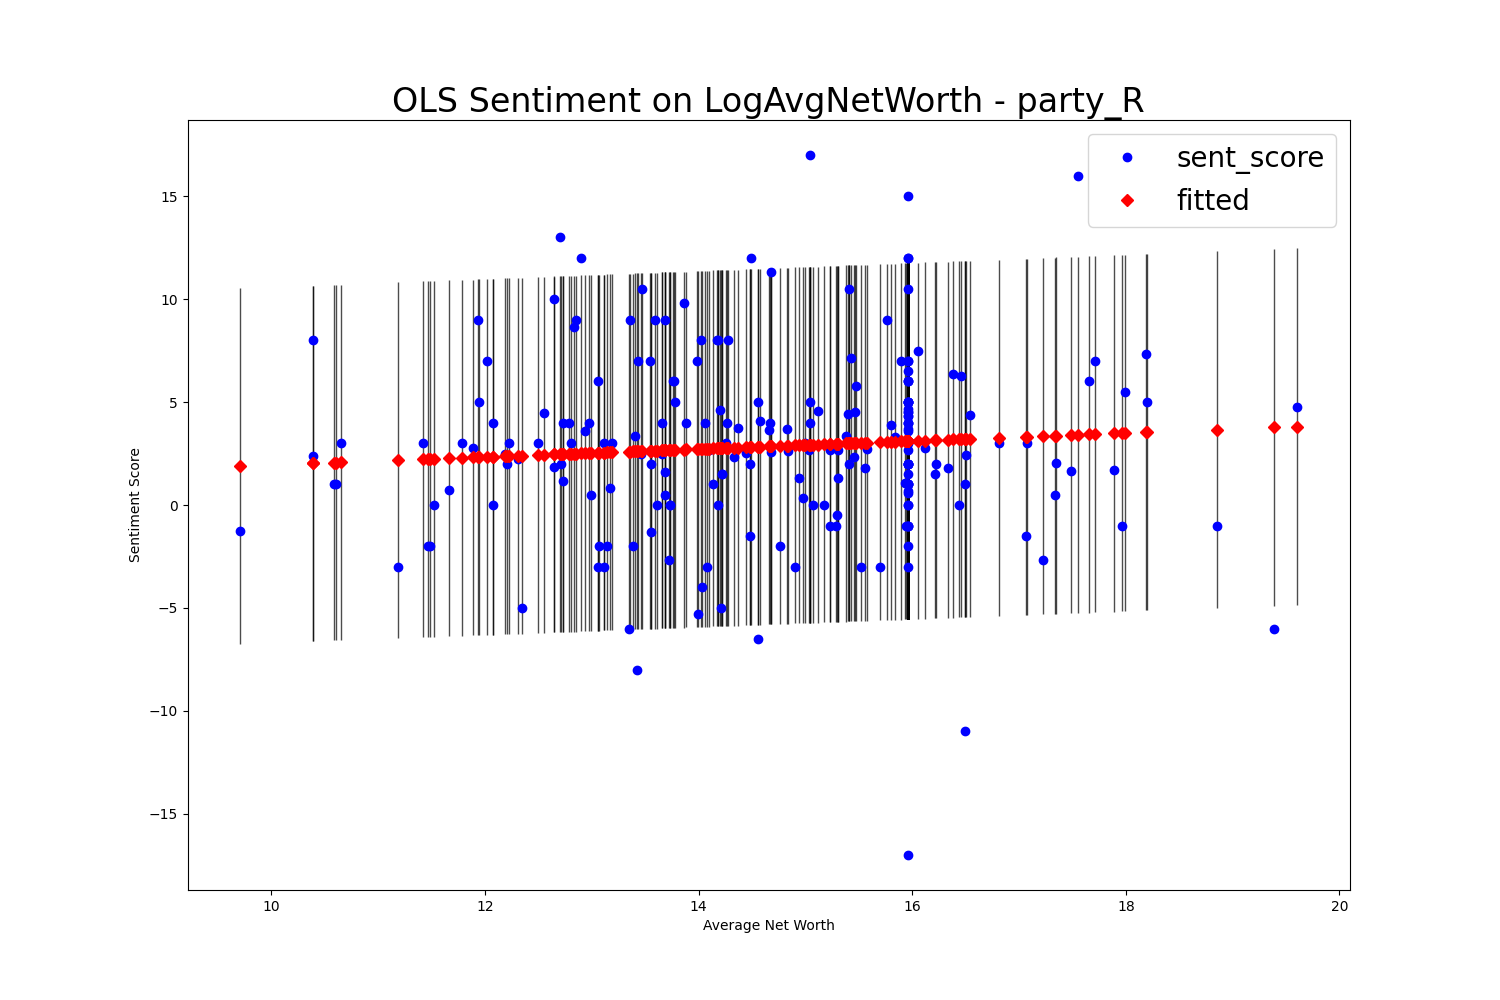 OLS Sentiment on LogAvgNetWorth - party_R
sent_score
fitted
Sentiment Score
15
10
5
0
−5
−10
−15
10
12
14
16
18
20
Average Net Worth